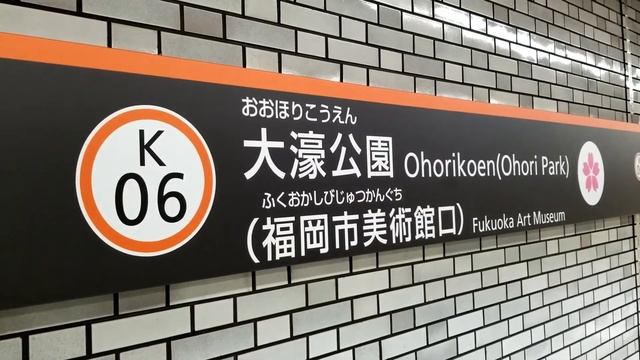 K
06
おおほりこうえん
大濠公園 Ohorikoen(Ohori Park)
ふくおかしびじゅつかんぐち
(福岡市美術館口) Fukuoka Art Museum